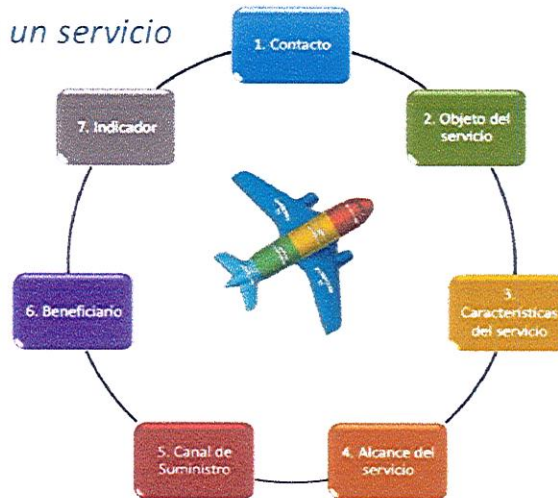 un servicio
1. Contacto
2. Objeto del
servicio
3.
Características
del servicio
4. Alcance del
servicio
5. Canal de
Suministro
6. Beneficiario
7. Indicador